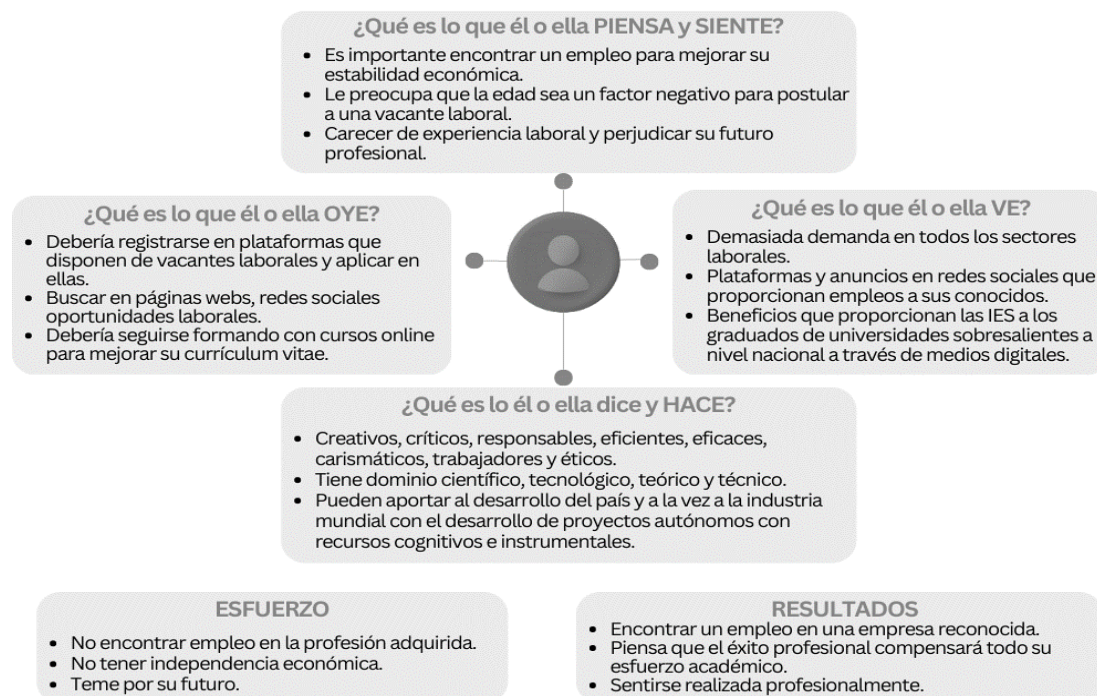 ¿Qué es lo que él o ella PIENSA y SIENTE?
• Es importante encontrar un empleo para mejorar su
estabilidad económica.
• Le preocupa que la edad sea un factor negativo para postular
a una vacante laboral.
• Carecer de experiencia laboral y perjudicar su futuro
profesional.
¿Qué es lo que él o ella OYE?
• Debería registrarse en plataformas que
disponen de vacantes laborales y aplicar en
ellas.
• Buscar en páginas webs, redes sociales
oportunidades laborales.
• Debería seguirse formando con cursos online
para mejorar su currículum vitae.
¿Qué es lo que él o ella VE?
• Demasiada demanda en todos los sectores
laborales.
• Plataformas y anuncios en redes sociales que
proporcionan empleos a sus conocidos.
• Beneficios que proporcionan las IES a los
graduados de universidades sobresalientes a
nivel nacional a través de medios digitales.
¿Qué es lo él o ella dice y HACE?
• Creativos, críticos, responsables, eficientes, eficaces,
carismáticos, trabajadores y éticos.
• Tiene dominio científico, tecnológico, teórico y técnico.
• Pueden aportar al desarrollo del país y a la vez a la industria
mundial con el desarrollo de proyectos autónomos con
recursos cognitivos e instrumentales.
ESFUERZO
• No encontrar empleo en la profesión adquirida.
• No tener independencia económica.
• Teme por su futuro.
RESULTADOS
• Encontrar un empleo en una empresa reconocida.
• Piensa que el éxito profesional compensará todo su
esfuerzo académico.
• Sentirse realizada profesionalmente.